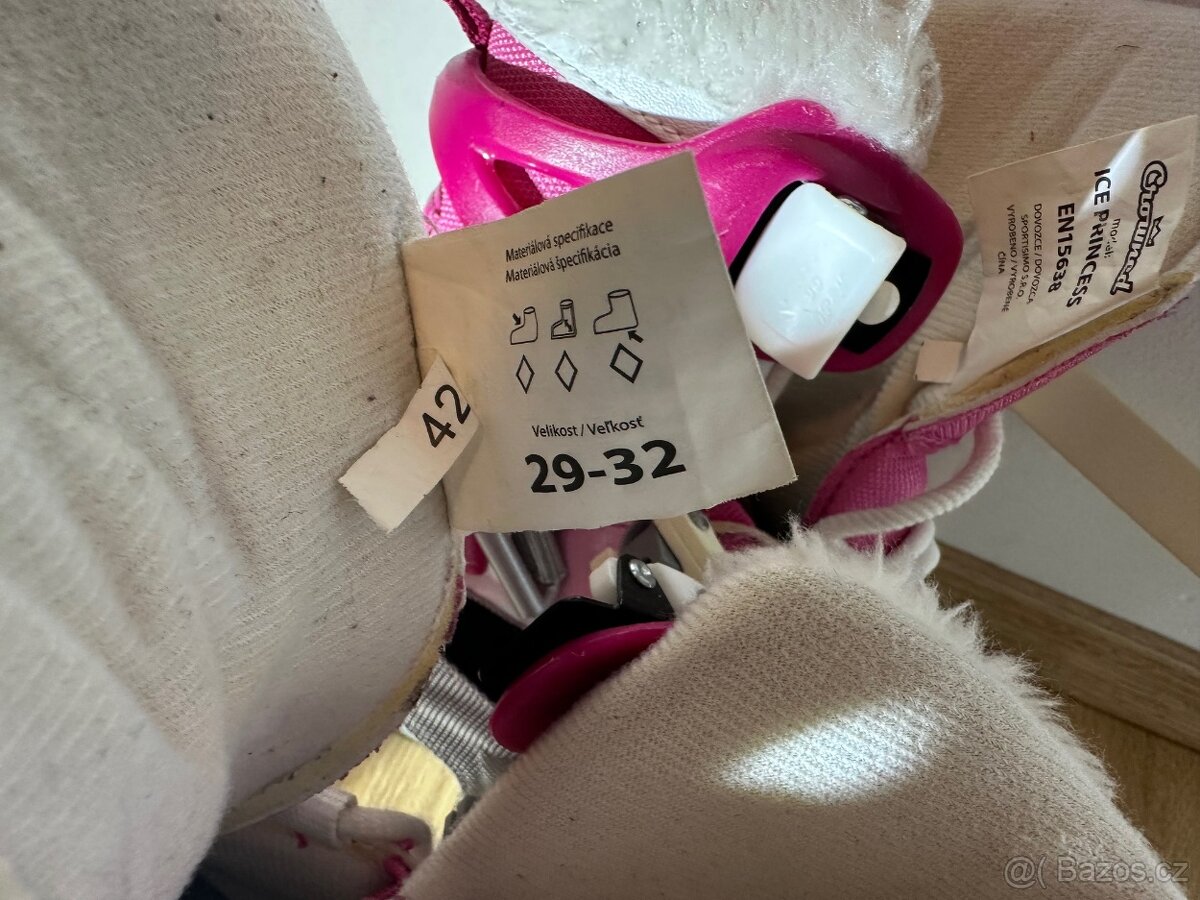 Materiálová specifikace
Materiálová špecifikácia
Velikost / Veľkosť
29-32
42
Crowned
ICE PRINCESS
EN15638
DOVOZCE / DOVOZCA
SPORTISIMO S.R.O
VYROBENO / VYROBENÉ
ČÍNA
@( Bazos.cz